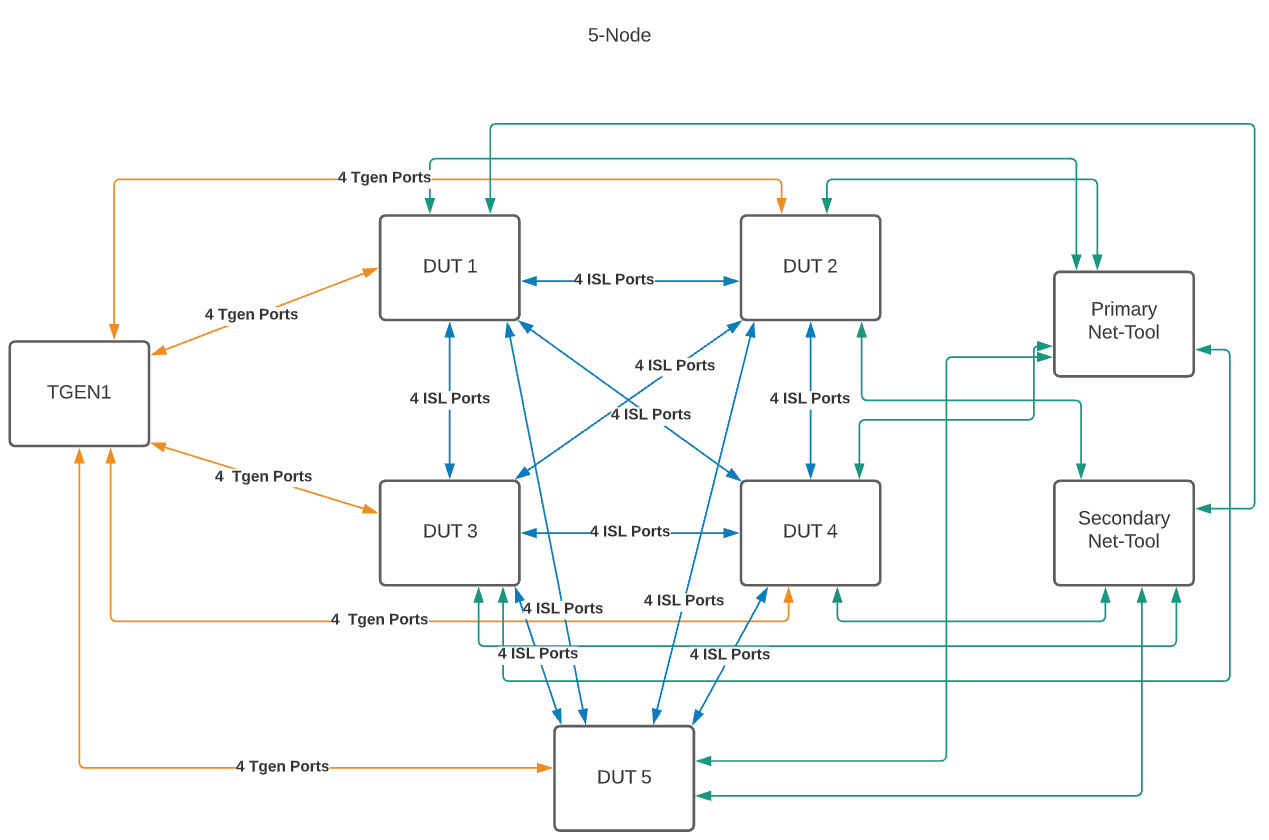 5-Node
4 Tgen Ports
DUT 1
DUT 2
4 ISL Ports
4 Tgen Ports
Primary
Net-Tool
4 ISL Ports
TGEN1
4 ISL Ports
4 ISL Ports
4 ISL Ports
4  Tgen Ports
DUT 3
4 ISL Ports
DUT 4
Secondary
Net-Tool
4 ISL Ports
4 ISL Ports
4  Tgen Ports
4 ISL Ports
4 ISL Ports
4 Tgen Ports
DUT 5